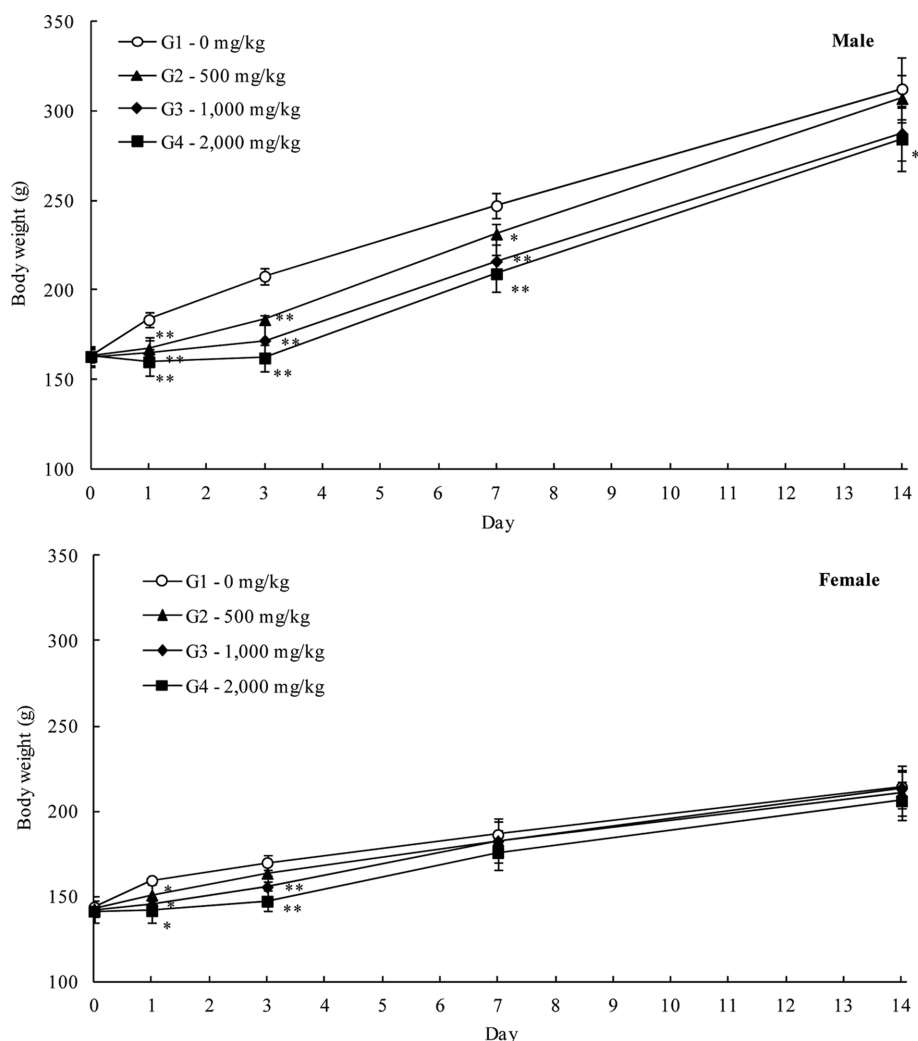 350
300
250
200
150
100
Body weight (g)
G1 - 0 mg/kg
G2 - 500 mg/kg
G3 - 1,000 mg/kg
G4 - 2,000 mg/kg
Male
**
**
**
**
**
**
*
**
**
*
0 1 2 3 4 5 6 7 8 9 10 11 12 13 14
Day
350
300
250
200
150
100
Body weight (g)
G1 - 0 mg/kg
G2 - 500 mg/kg
G3 - 1,000 mg/kg
G4 - 2,000 mg/kg
Female
*
*
*
**
**
0 1 2 3 4 5 6 7 8 9 10 11 12 13 14
Day